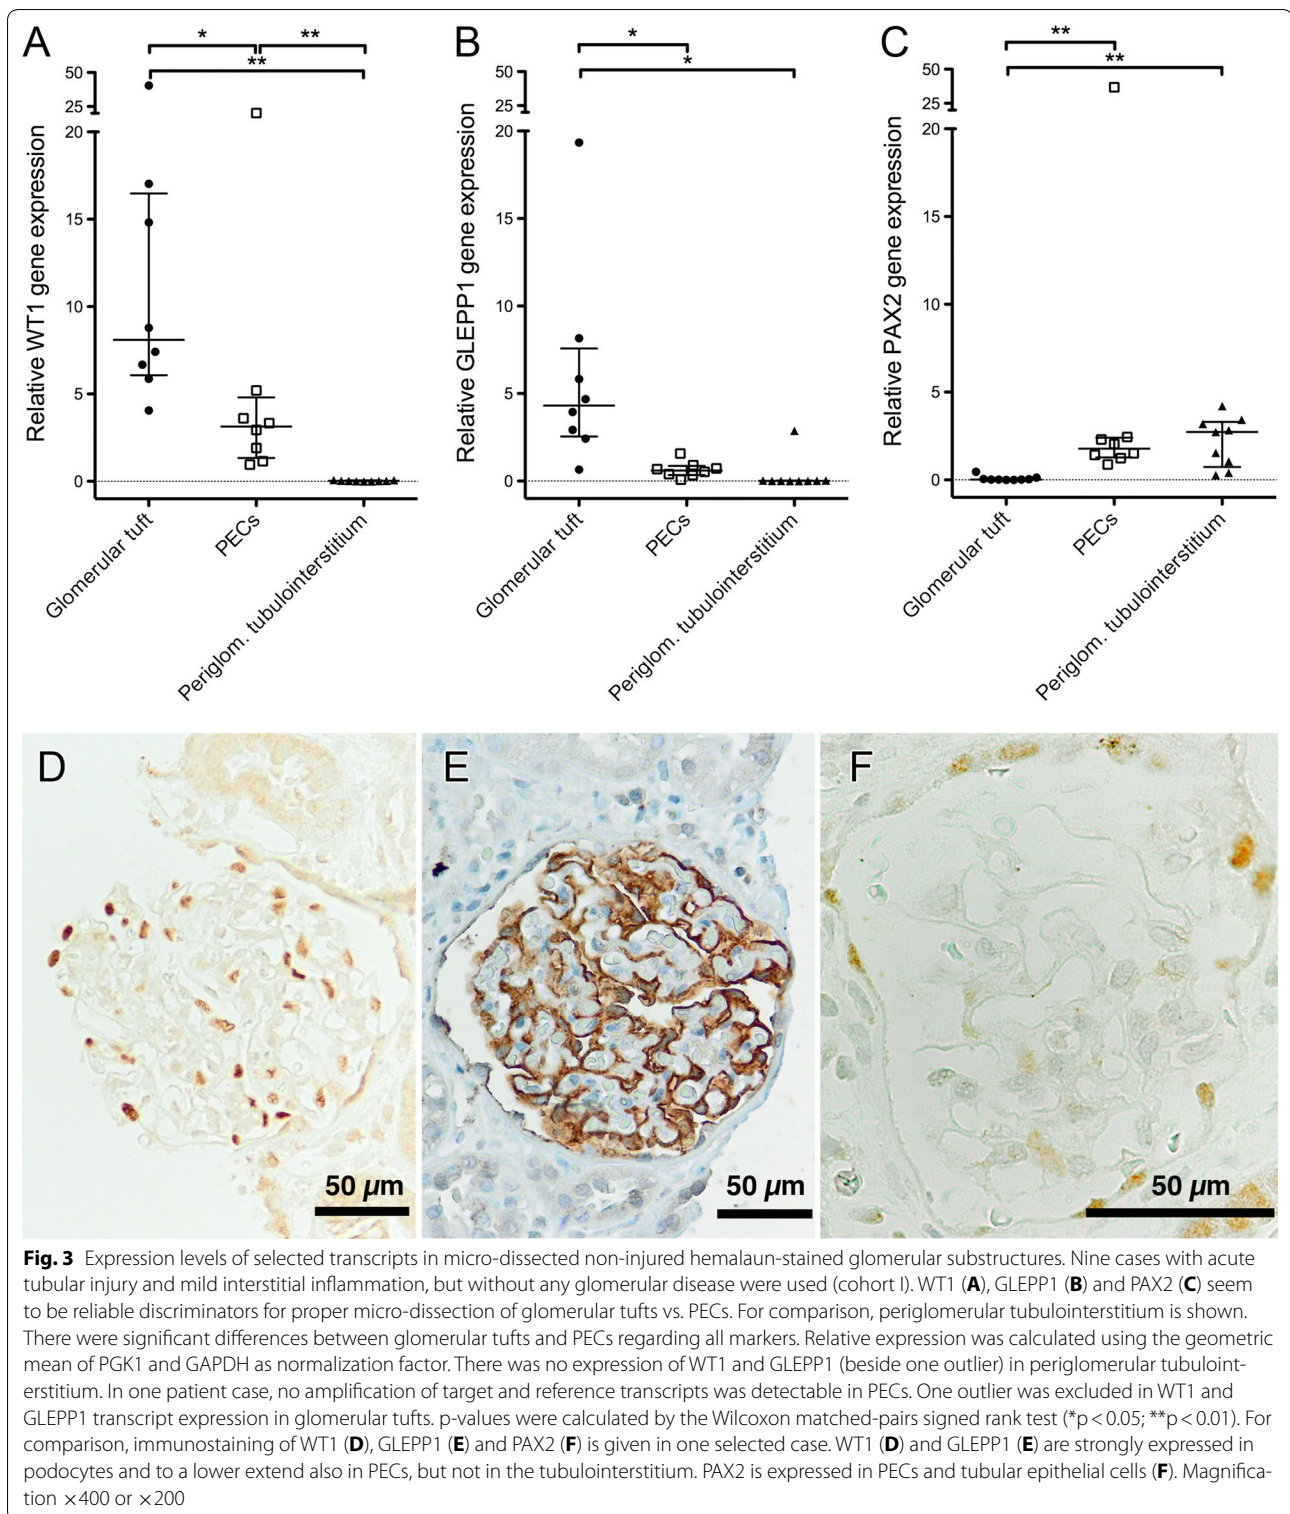 A
* **
**
50
25
20
15
10
5
0
Relative WT1 gene expression
Glomerular tuft
PECs
Periglom. tubulointerstitium
B
*
*
50
25
20
15
10
5
0
Relative GLEPP1 gene expression
Glomerular tuft
PECs
Periglom. tubulointerstitium
C
**
**
50
25
20
15
10
5
0
Relative PAX2 gene expression
Glomerular tuft
PECs
Periglom. tubulointerstitium
D
50 µm
E
50 µm
F
50 µm
Fig. 3 Expression levels of selected transcripts in micro-dissected non-injured hemalaun-stained glomerular substructures. Nine cases with acute
tubular injury and mild interstitial inflammation, but without any glomerular disease were used (cohort I). WT1 (A), GLEPP1 (B) and PAX2 (C) seem
to be reliable discriminators for proper micro-dissection of glomerular tufts vs. PECs. For comparison, periglomerular tubulointerstitium is shown.
There were significant differences between glomerular tufts and PECs regarding all markers. Relative expression was calculated using the geometric
mean of PGK1 and GAPDH as normalization factor. There was no expression of WT1 and GLEPP1 (beside one outlier) in periglomerular tubuloint-
erstitium. In one patient case, no amplification of target and reference transcripts was detectable in PECs. One outlier was excluded in WT1 and
GLEPP1 transcript expression in glomerular tufts. p-values were calculated by the Wilcoxon matched-pairs signed rank test (*p < 0.05; **p < 0.01). For
comparison, immunostaining of WT1 (D), GLEPP1 (E) and PAX2 (F) is given in one selected case. WT1 (D) and GLEPP1 (E) are strongly expressed in
podocytes and to a lower extend also in PECs, but not in the tubulointerstitium. PAX2 is expressed in PECs and tubular epithelial cells (F). Magnifica-
tion ×400 or ×200